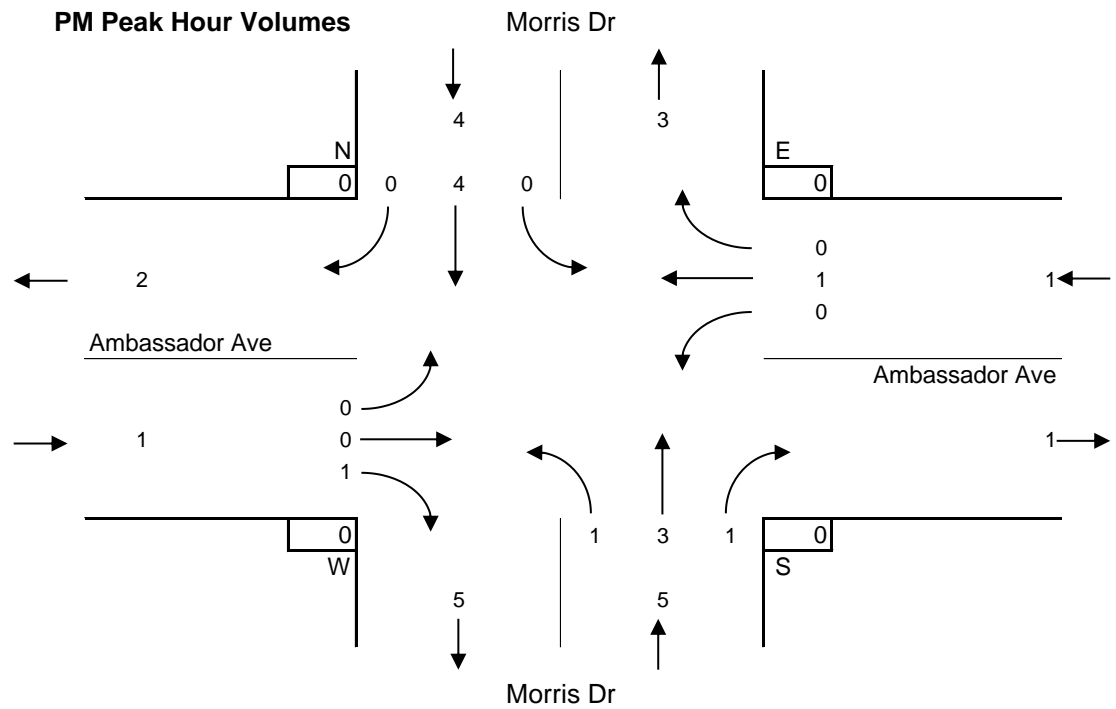 PM Peak Hour Volumes Morris Dr
4 3
N E
0 0 4 0 0
0
2 1 1
0
Ambassador Ave
Ambassador Ave
0
1 0 1
1
0 1 3 1 0
W S
5 5
Morris Dr